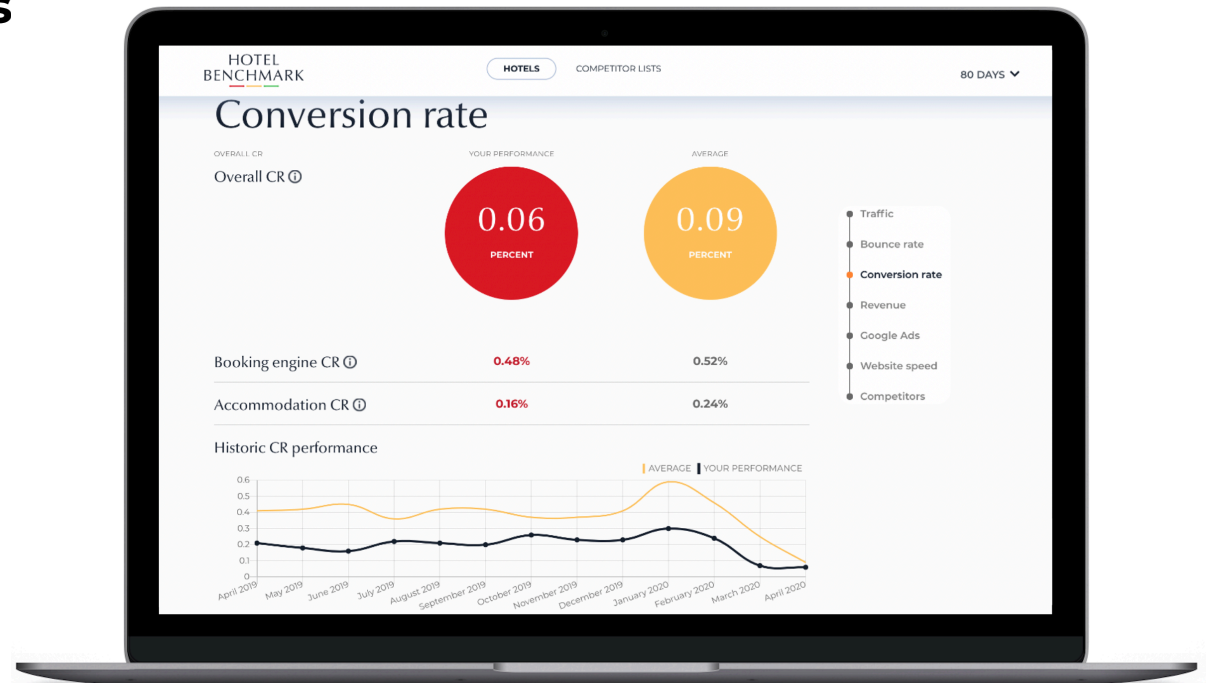 s
HOTEL
BENCHMARK
HOTELS
COMPETITOR LISTS
80 DAYS
Conversion rate
OVERALL CR
YOUR PERFORMANCE
AVERAGE
Overall CR
0.06
PERCENT
0.09
PERCENT
Traffic
Bounce rate
Conversion rate
Revenue
Google Ads
Website speed
Competitors
Booking engine CR
0.48%
0.52%
Accommodation CR
0.16%
0.24%
Historic CR performance
AVERAGE
YOUR PERFORMANCE
0.6
0.5
0.4
0.3
0.2
0.1
0
April 2019
May 2019
June 2019
July 2019
August 2019
September 2019
October 2019
November 2019
December 2019
January 2020
February 2020
March 2020
April 2020